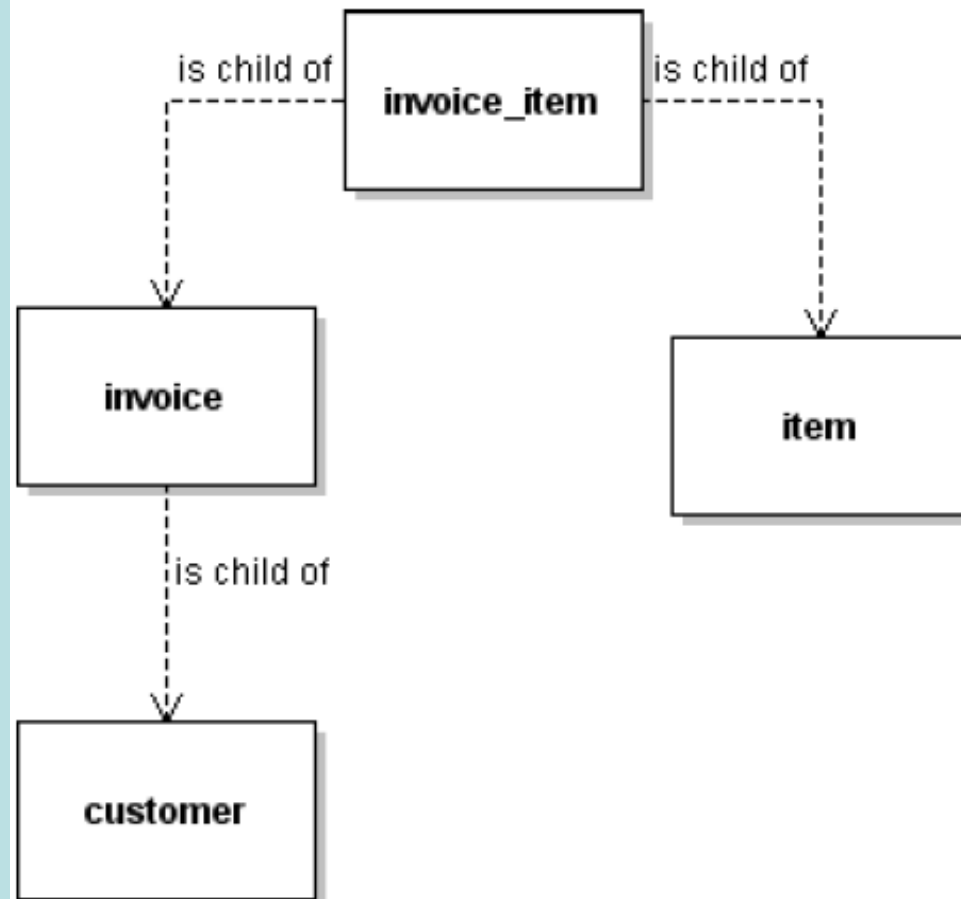 is child of
invoice_item
is child of
invoice
item
is child of
customer